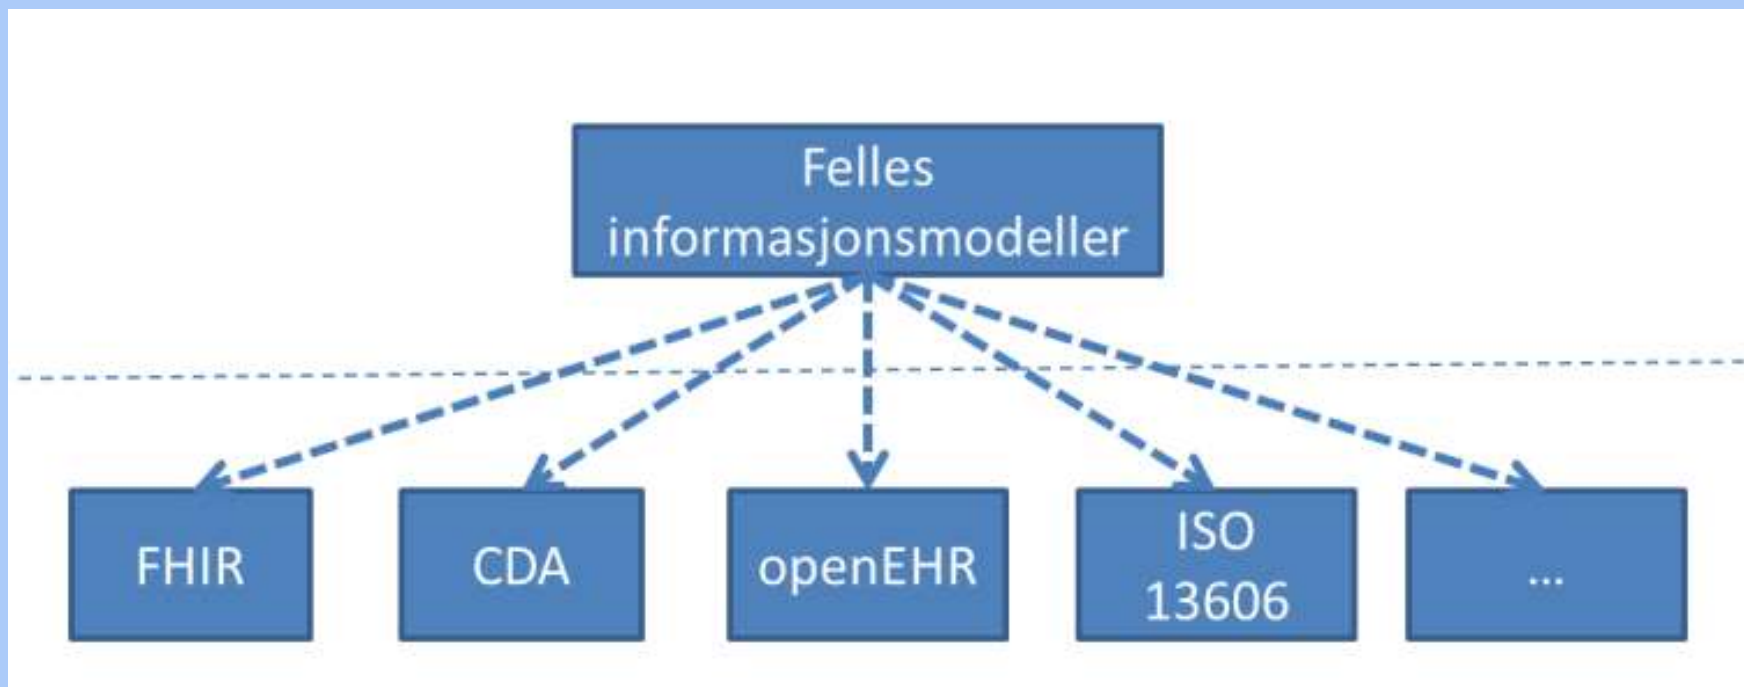 Felles
informasjonsmodeller
FHIR
CDA
openEHR
ISO
13606
...